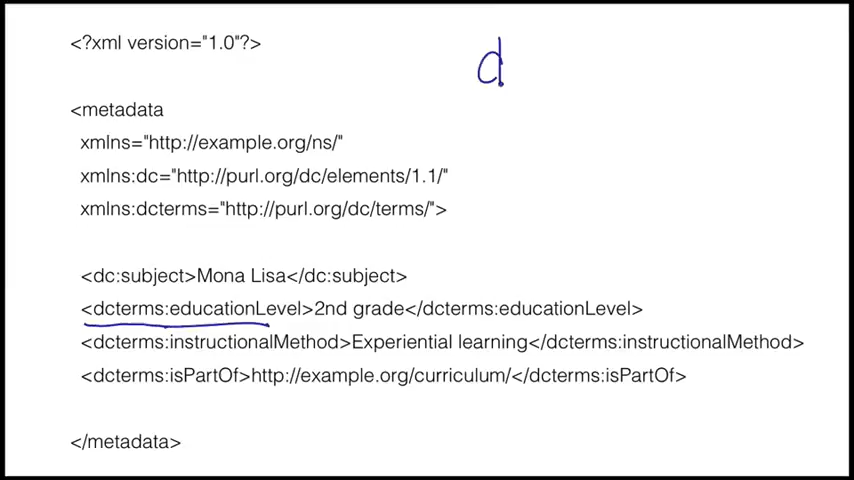 <?xml version="1.0"?>
d
<metadata
xmlns="http://example.org/ns/"
xmlns:dc="http://purl.org/dc/elements/1.1/"
xmlns:dcterms="http://purl.org/dc/terms/">
<dc:subject>Mona Lisa</dc:subject>
<dcterms:educationLevel>2nd grade</dcterms:educationLevel>
<dcterms:instructionalMethod>Experiential learning</dcterms:instructionalMethod>
<dcterms:isPartOf>http://example.org/curriculum/</dcterms:isPartOf>
</metadata>